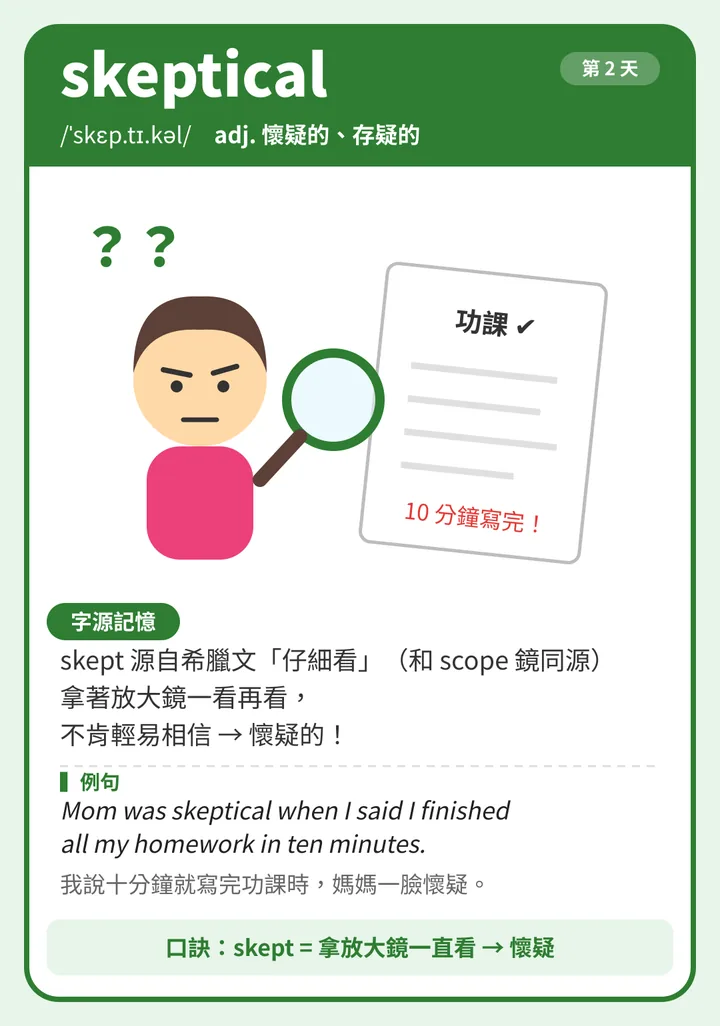 skeptical
第 2 天
/ˈskɛp.tɪ.kəl/ adj. 懷疑的、存疑的
? ?
功課 ✔
10 分鐘寫完！
字源記憶
skept 源自希臘文「仔細看」（和 scope 鏡同源）
拿著放大鏡一看再看，
不肯輕易相信 → 懷疑的！
例句
Mom was skeptical when I said I finished
all my homework in ten minutes.
我說十分鐘就寫完功課時，媽媽一臉懷疑。
口訣：skept = 拿放大鏡一直看 → 懷疑